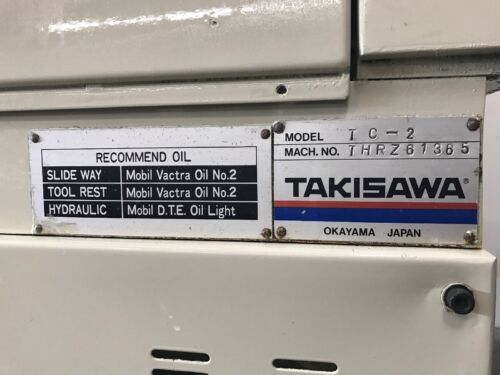 RECOMMEND OIL
SLIDE WAY Mobil Vactra Oil No.2
TOOL REST Mobil Vactra Oil No.2
HYDRAULIC Mobil D.T.E. Oil Light
MODEL TC-2
MACH. NO. THRZ61365
TAKISAWA®
OKAYAMA JAPAN